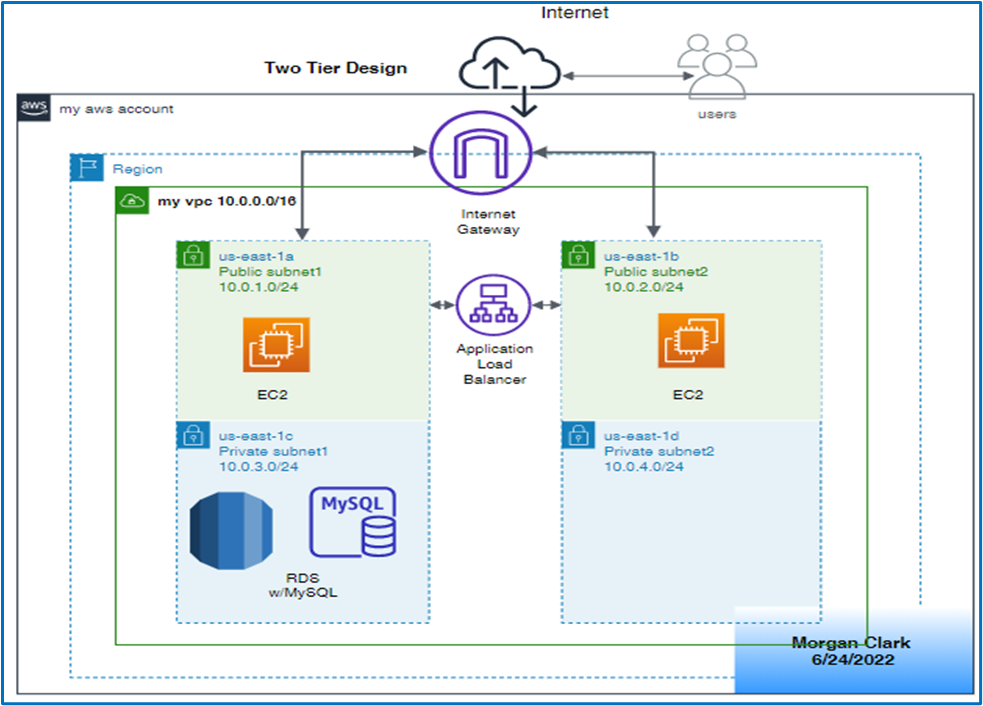 Internet
Two Tier Design
users
aws
my aws account
Region
my vpc 10.0.0.0/16
Internet
Gateway
us-east-1a
Public subnet1
10.0.1.0/24
EC2
Application
Load
Balancer
us-east-1b
Public subnet2
10.0.2.0/24
EC2
us-east-1c
Private subnet1
10.0.3.0/24
MySQL
RDS
w/MySQL
us-east-1d
Private subnet2
10.0.4.0/24
Morgan Clark
6/24/2022